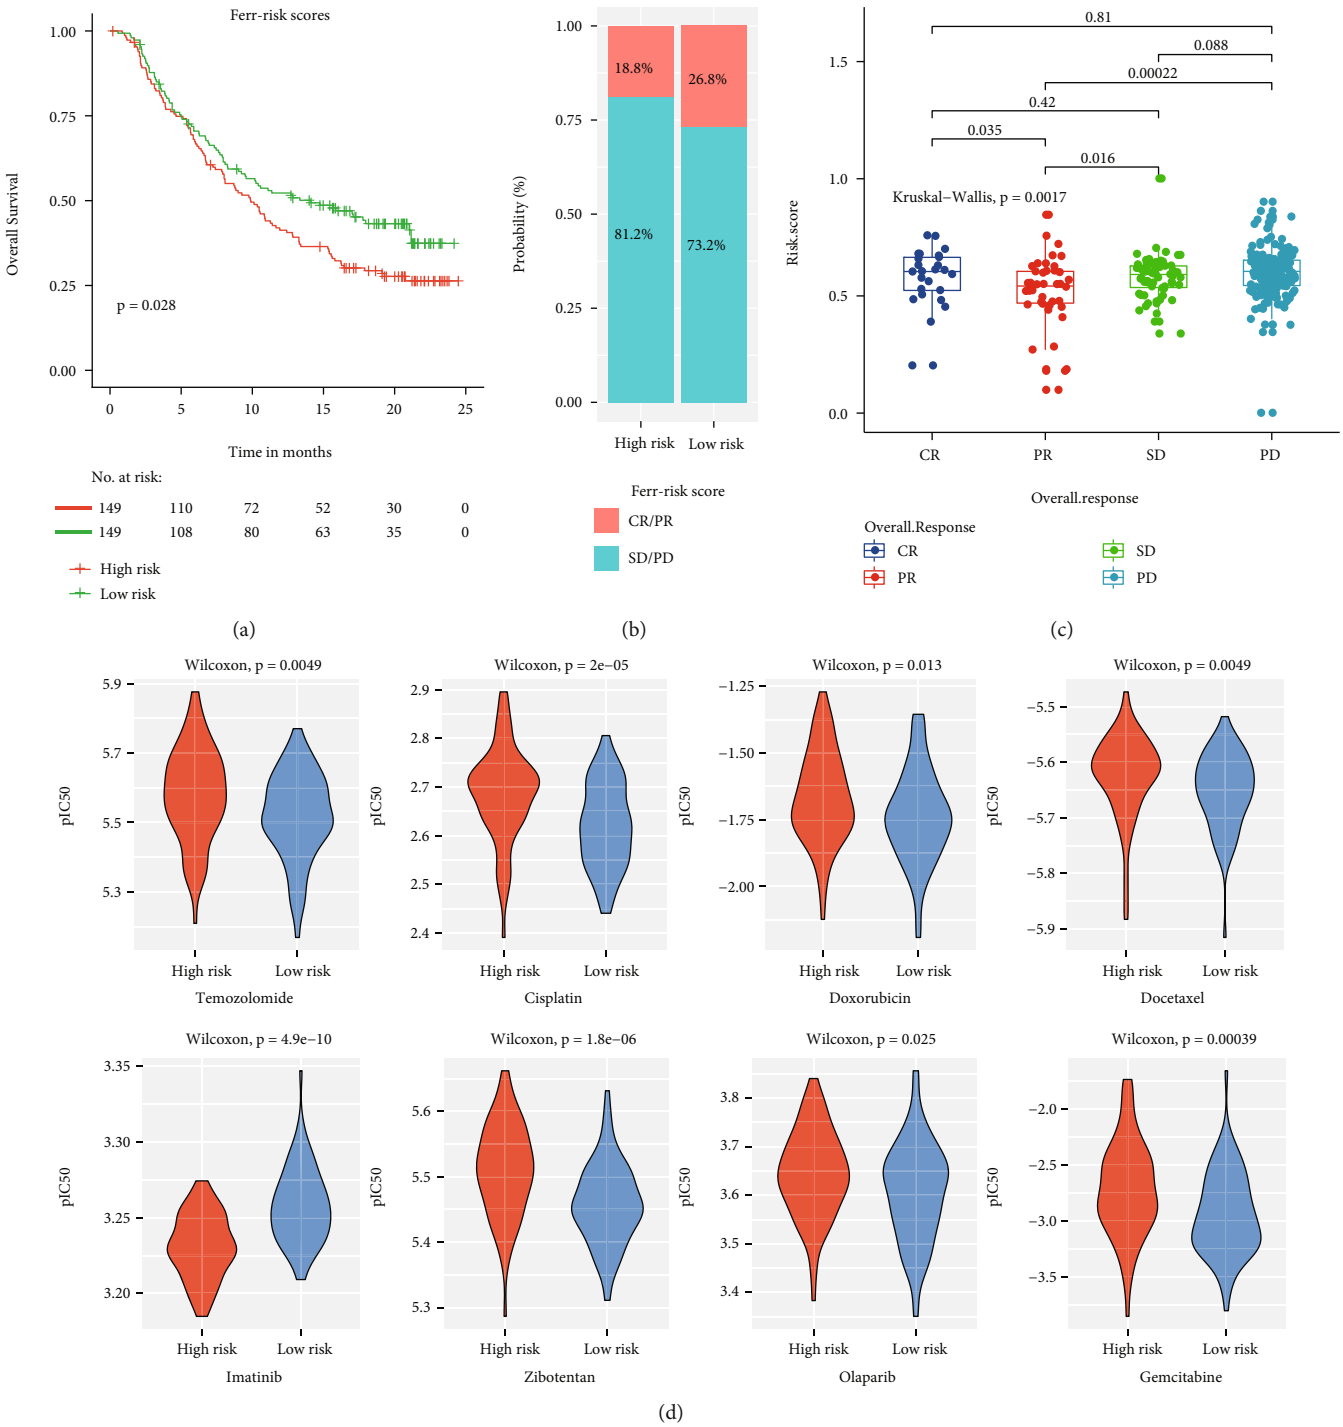 Ferr-risk scores
1.00
0.75
0.50
0.25
0.00
Overall Survival
p = 0.028
0 5 10 15 20 25
Time in months
No. at risk:
149 110 72 52 30 0
149 108 80 63 35 0
High risk
Low risk
(a)
1.00
0.75
0.50
0.25
0.00
Probability (%)
18.8%
26.8%
81.2%
73.2%
High risk Low risk
Ferr-risk score
CR/PR
SD/PD
(b)
1.5
1.0
0.5
0.0
Risk.score
0.81
0.088
0.00022
0.42
0.035
0.016
Kruskal−Wallis, p = 0.0017
CR PR SD PD
Overall.response
Overall.Response
CR SD
PR PD
(c)
Wilcoxon, p = 0.0049
5.9
5.7
5.5
5.3
pIC50
High risk Low risk
Temozolomide
Wilcoxon, p = 2e−05
2.9
2.8
2.7
2.6
2.5
2.4
pIC50
High risk Low risk
Cisplatin
Wilcoxon, p = 0.013
−1.25
−1.50
−1.75
−2.00
pIC50
High risk Low risk
Doxorubicin
Wilcoxon, p = 0.0049
−5.5
−5.6
−5.7
−5.8
−5.9
pIC50
High risk Low risk
Docetaxel
Wilcoxon, p = 4.9e−10
3.35
3.30
3.25
3.20
pIC50
High risk Low risk
Imatinib
Wilcoxon, p = 1.8e−06
5.6
5.5
5.4
5.3
pIC50
High risk Low risk
Zibotentan
Wilcoxon, p = 0.025
3.8
3.7
3.6
3.5
3.4
pIC50
High risk Low risk
Olaparib
Wilcoxon, p = 0.00039
−2.0
−2.5
−3.0
−3.5
pIC50
High risk Low risk
Gemcitabine
(d)